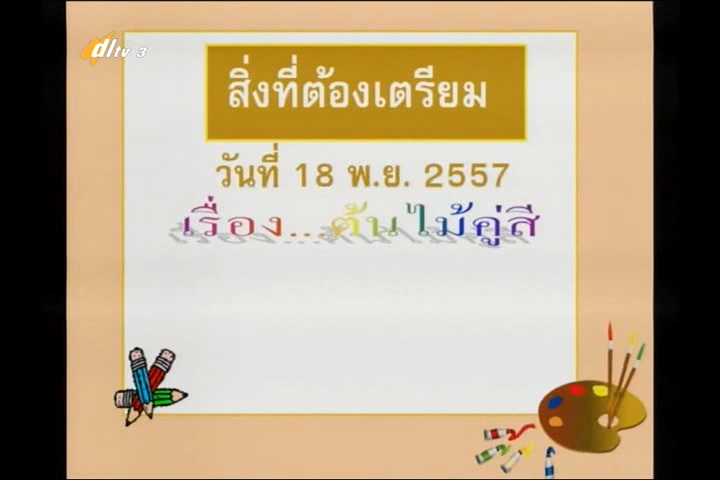 dltv 3
สิ่งที่ต้องเตรียม
วันที่ 18 พ.ย. 2557
เรื่อง... ต้นไม้คู่สี